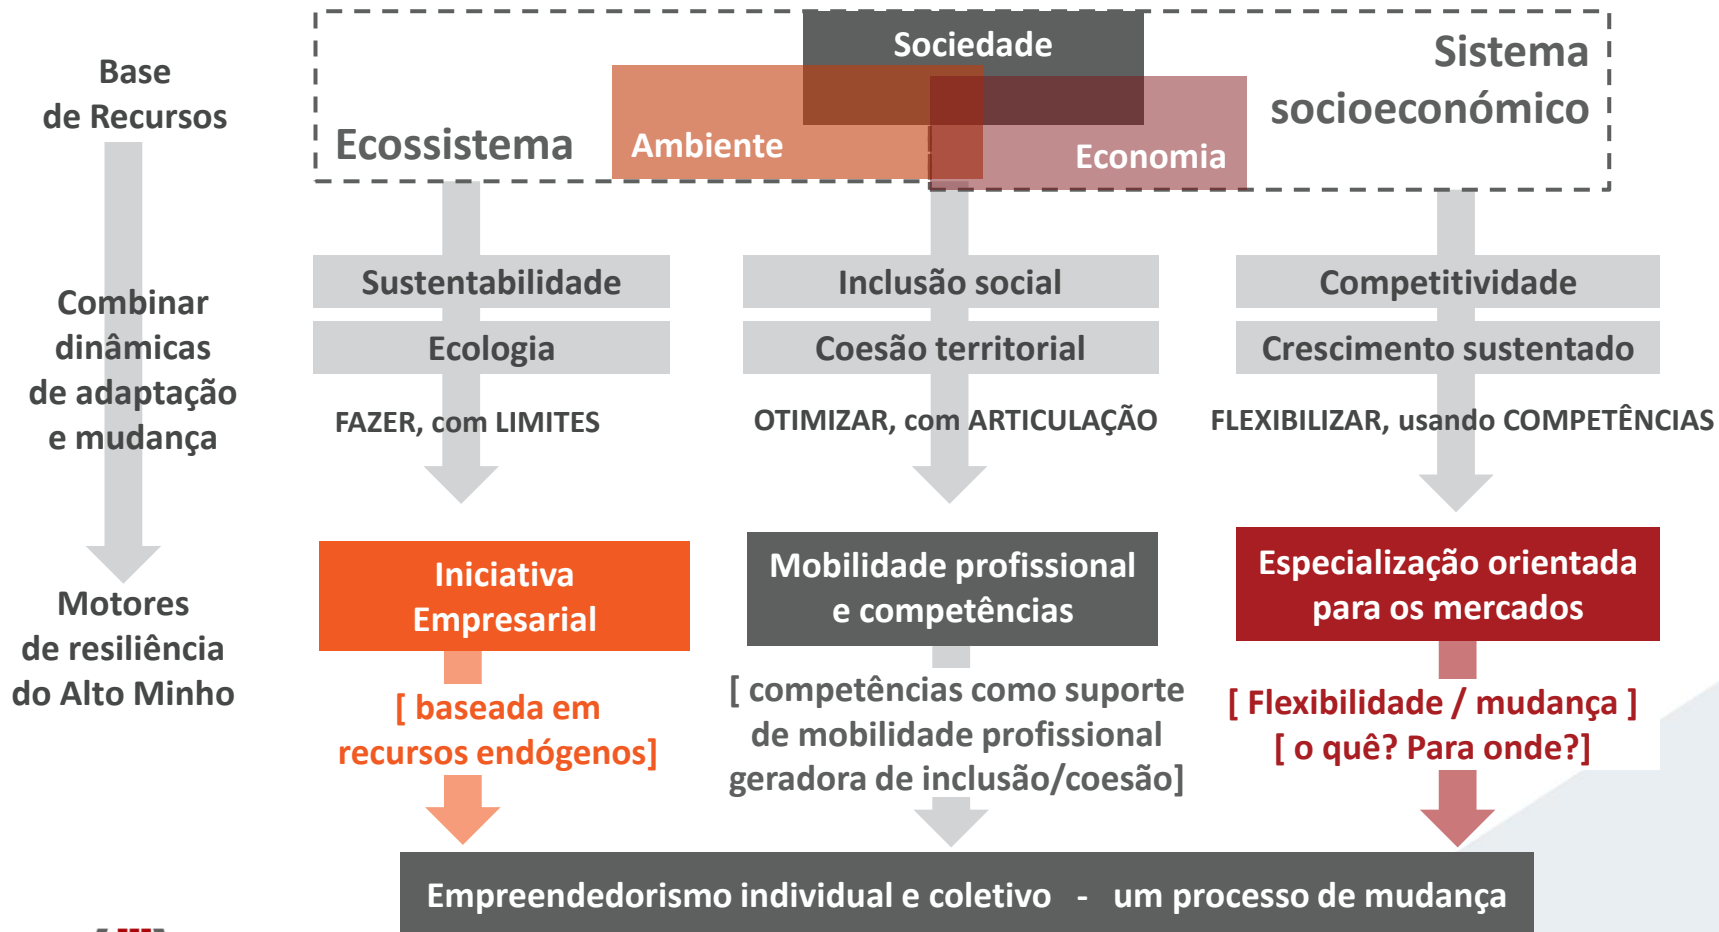 Base
de Recursos
Sociedade
Sistema
socioeconómico
Ecossistema
Ambiente
Economia
Combinar
dinâmicas
de adaptação
e mudança
Sustentabilidade
Inclusão social
Competitividade
Ecologia
Coesão territorial
Crescimento sustentado
FAZER, com LIMITES
OTIMIZAR, com ARTICULAÇÃO
FLEXIBILIZAR, usando COMPETÊNCIAS
Motores
de resiliência
do Alto Minho
Iniciativa
Empresarial
Mobilidade profissional
e competências
Especialização orientada
para os mercados
[ baseada em
recursos endógenos]
[ competências como suporte
de mobilidade profissional
geradora de inclusão/coesão]
[ Flexibilidade / mudança ]
[ o quê? Para onde?]
Empreendedorismo individual e coletivo - um processo de mudança